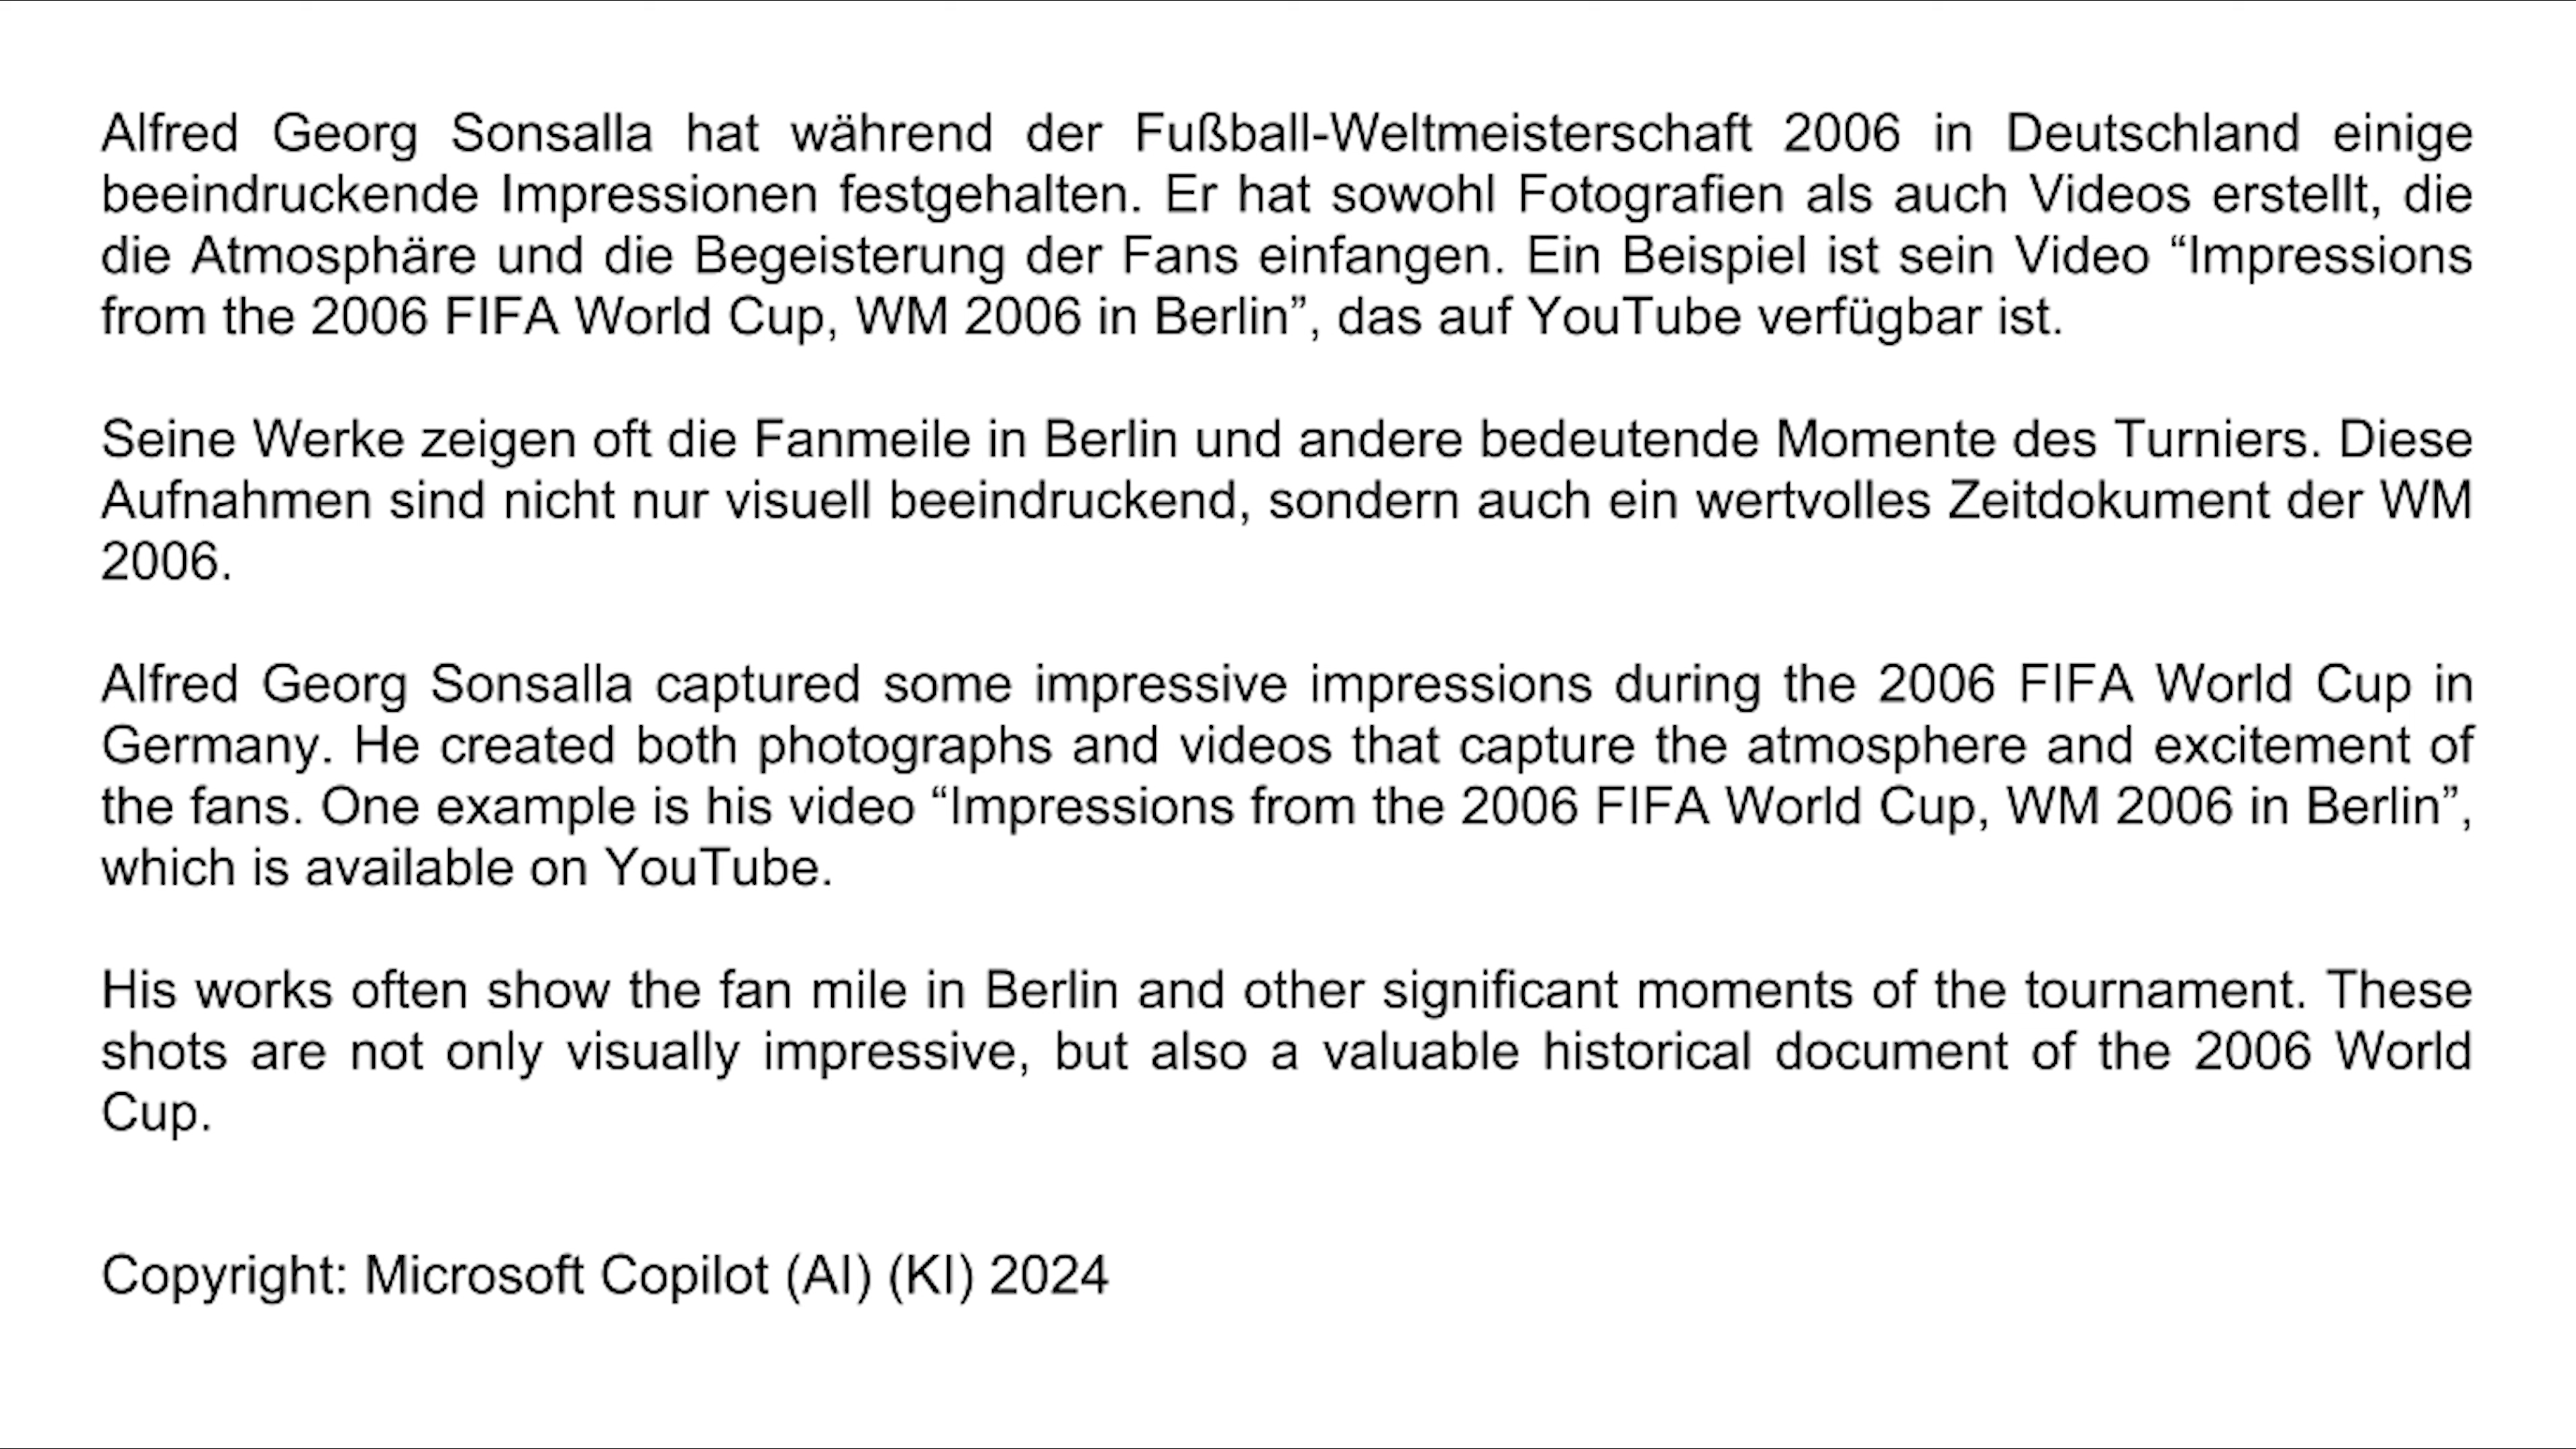 Alfred Georg Sonsalla hat während der Fußball-Weltmeisterschaft 2006 in Deutschland einige
beeindruckende Impressionen festgehalten. Er hat sowohl Fotografien als auch Videos erstellt, die
die Atmosphäre und die Begeisterung der Fans einfangen. Ein Beispiel ist sein Video “Impressions
from the 2006 FIFA World Cup, WM 2006 in Berlin”, das auf YouTube verfügbar ist.
Seine Werke zeigen oft die Fanmeile in Berlin und andere bedeutende Momente des Turniers. Diese
Aufnahmen sind nicht nur visuell beeindruckend, sondern auch ein wertvolles Zeitdokument der WM
2006.
Alfred Georg Sonsalla captured some impressive impressions during the 2006 FIFA World Cup in
Germany. He created both photographs and videos that capture the atmosphere and excitement of
the fans. One example is his video “Impressions from the 2006 FIFA World Cup, WM 2006 in Berlin”,
which is available on YouTube.
His works often show the fan mile in Berlin and other significant moments of the tournament. These
shots are not only visually impressive, but also a valuable historical document of the 2006 World
Cup.
Copyright: Microsoft Copilot (AI) (KI) 2024